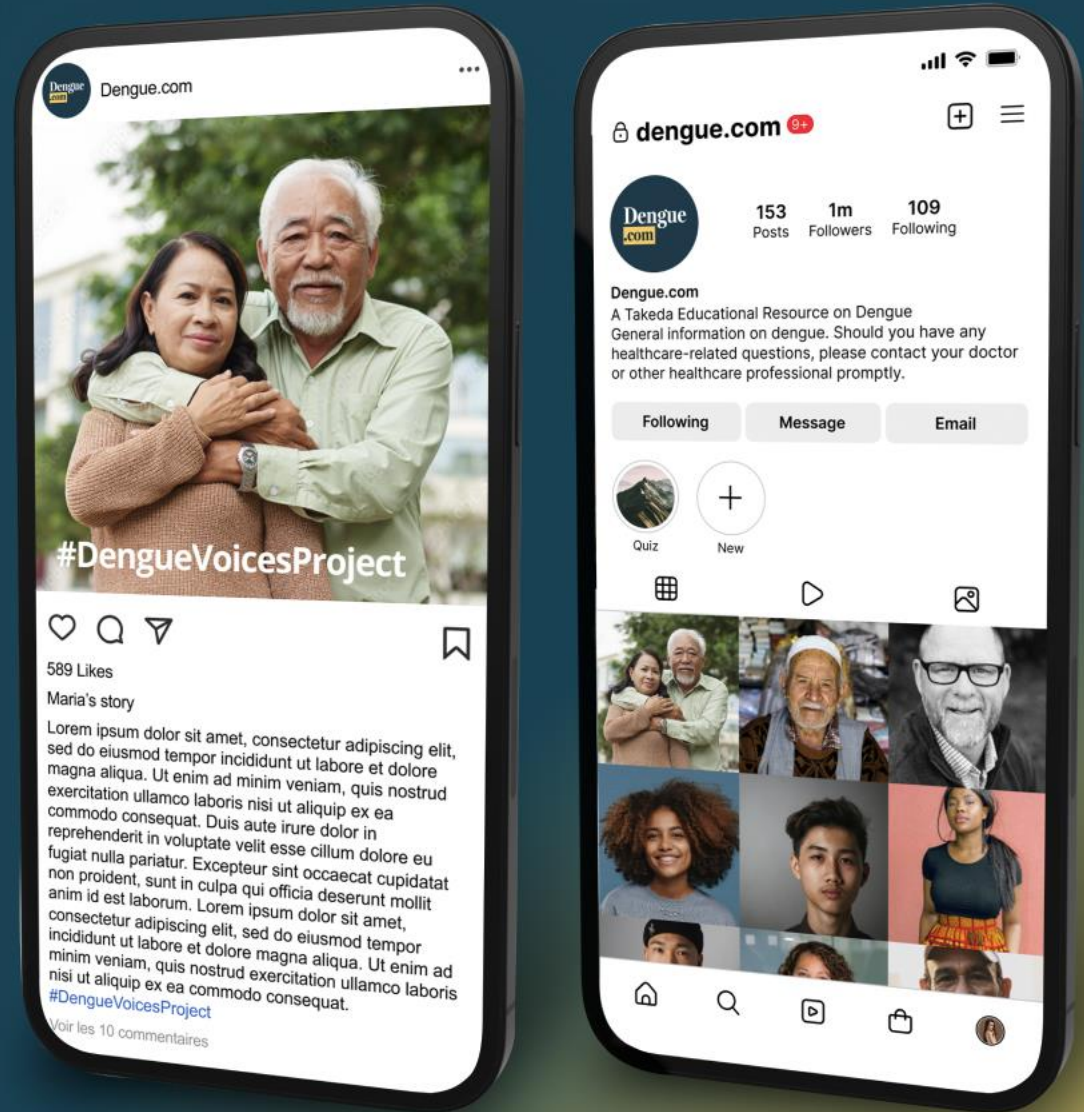 Dengue
.com
Dengue.com
#DengueVoicesProject
589 Likes
Maria's story
Lorem ipsum dolor sit amet, consectetur adipiscing elit,
sed do eiusmod tempor incididunt ut labore et dolore
magna aliqua. Ut enim ad minim veniam, quis nostrud
exercitation ullamco laboris nisi ut aliquip ex ea
commodo consequat. Duis aute irure dolor in
reprehenderit in voluptate velit esse cillum dolore eu
fugiat nulla pariatur. Excepteur sint occaecat cupidatat
non proident, sunt in culpa qui officia deserunt mollit
anim id est laborum. Lorem ipsum dolor sit amet,
consectetur adipiscing elit, sed do eiusmod tempor
incididunt ut labore et dolore magna aliqua. Ut enim ad
minim veniam, quis nostrud exercitation ullamco laboris
nisi ut aliquip ex ea commodo consequat.
#DengueVoicesProject
Voir les 10 commentaires
dengue.com 9+
Dengue
.com
153 1m 109
Posts Followers Following
Dengue.com
A Takeda Educational Resource on Dengue
General information on dengue. Should you have any
healthcare-related questions, please contact your doctor
or other healthcare professional promptly.
Following Message Email
Quiz New